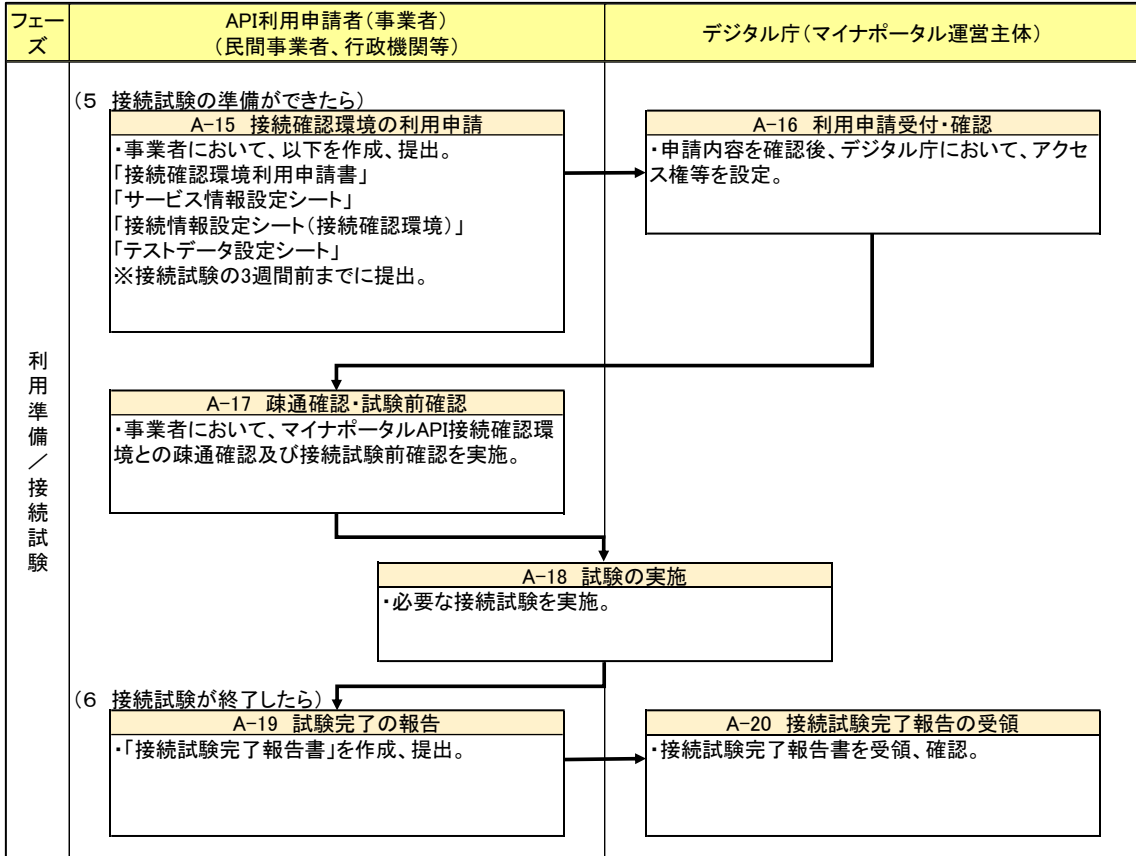 フェー
ズ
API利用申請者(事業者)
(民間事業者、行政機関等)
デジタル庁(マイナポータル運営主体)
利用準備/接続試験
(5 接続試験の準備ができたら)
A-15 接続確認環境の利用申請
・事業者において、以下を作成、提出。
「接続確認環境利用申請書」
「サービス情報設定シート」
「接続情報設定シート(接続確認環境)」
「テストデータ設定シート」
※接続試験の3週間前までに提出。
A-16 利用申請受付・確認
・申請内容を確認後、デジタル庁において、アクセ
ス権等を設定。
A-17 疎通確認・試験前確認
・事業者において、マイナポータルAPI接続確認環
境との疎通確認及び接続試験前確認を実施。
A-18 試験の実施
・必要な接続試験を実施。
(6 接続試験が終了したら)
A-19 試験完了の報告
・「接続試験完了報告書」を作成、提出。
A-20 接続試験完了報告の受領
・接続試験完了報告書を受領、確認。